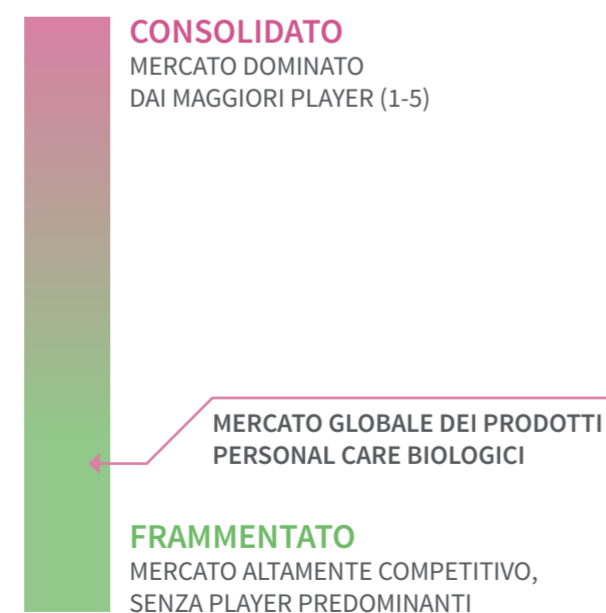 CONSOLIDATO
MERCATO DOMINATO
DAI MAGGIORI PLAYER (1-5)
MERCATO GLOBALE DEI PRODOTTI
PERSONAL CARE BIOLOGICI
FRAMMENTATO
MERCATO ALTAMENTE COMPETITIVO,
SENZA PLAYER PREDOMINANTI